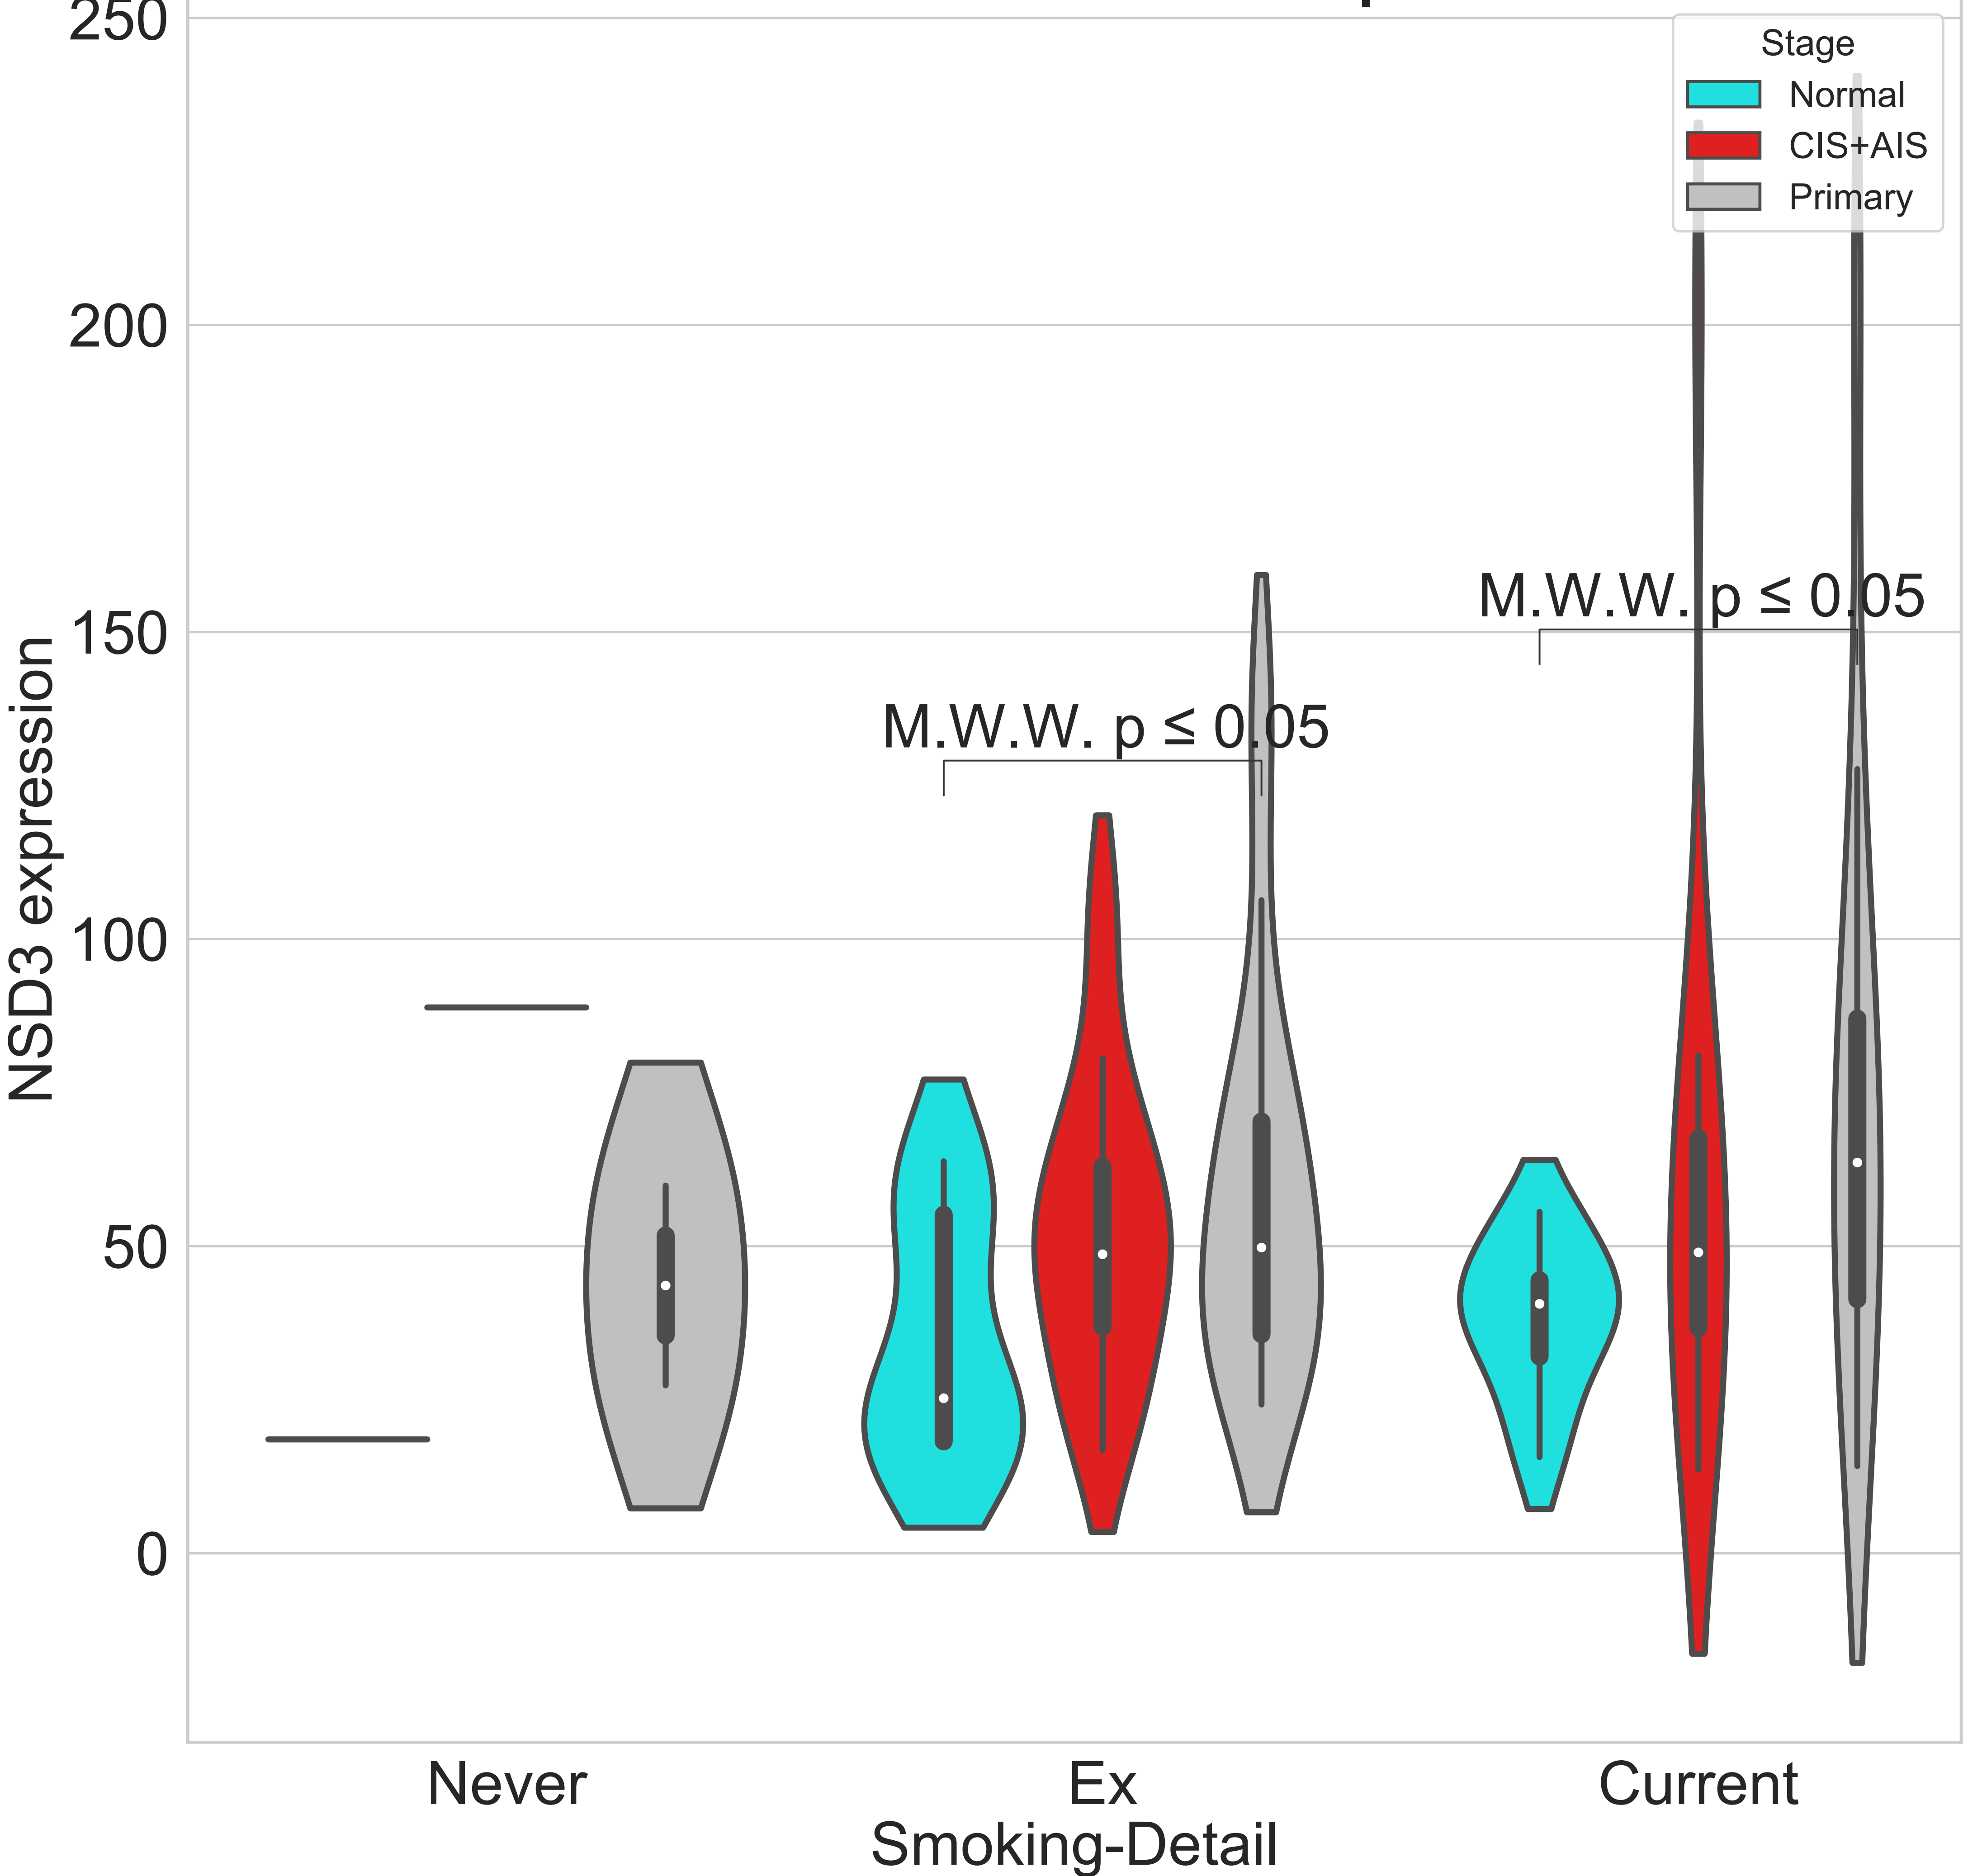 250
Stage
Normal
CIS+AIS
Primary
200
M.W.W. p ≤ 0.05
150
M.W.W. p ≤ 0.05
NSD3 expression
100
50
0
Never
Ex
Current
Smoking-Detail